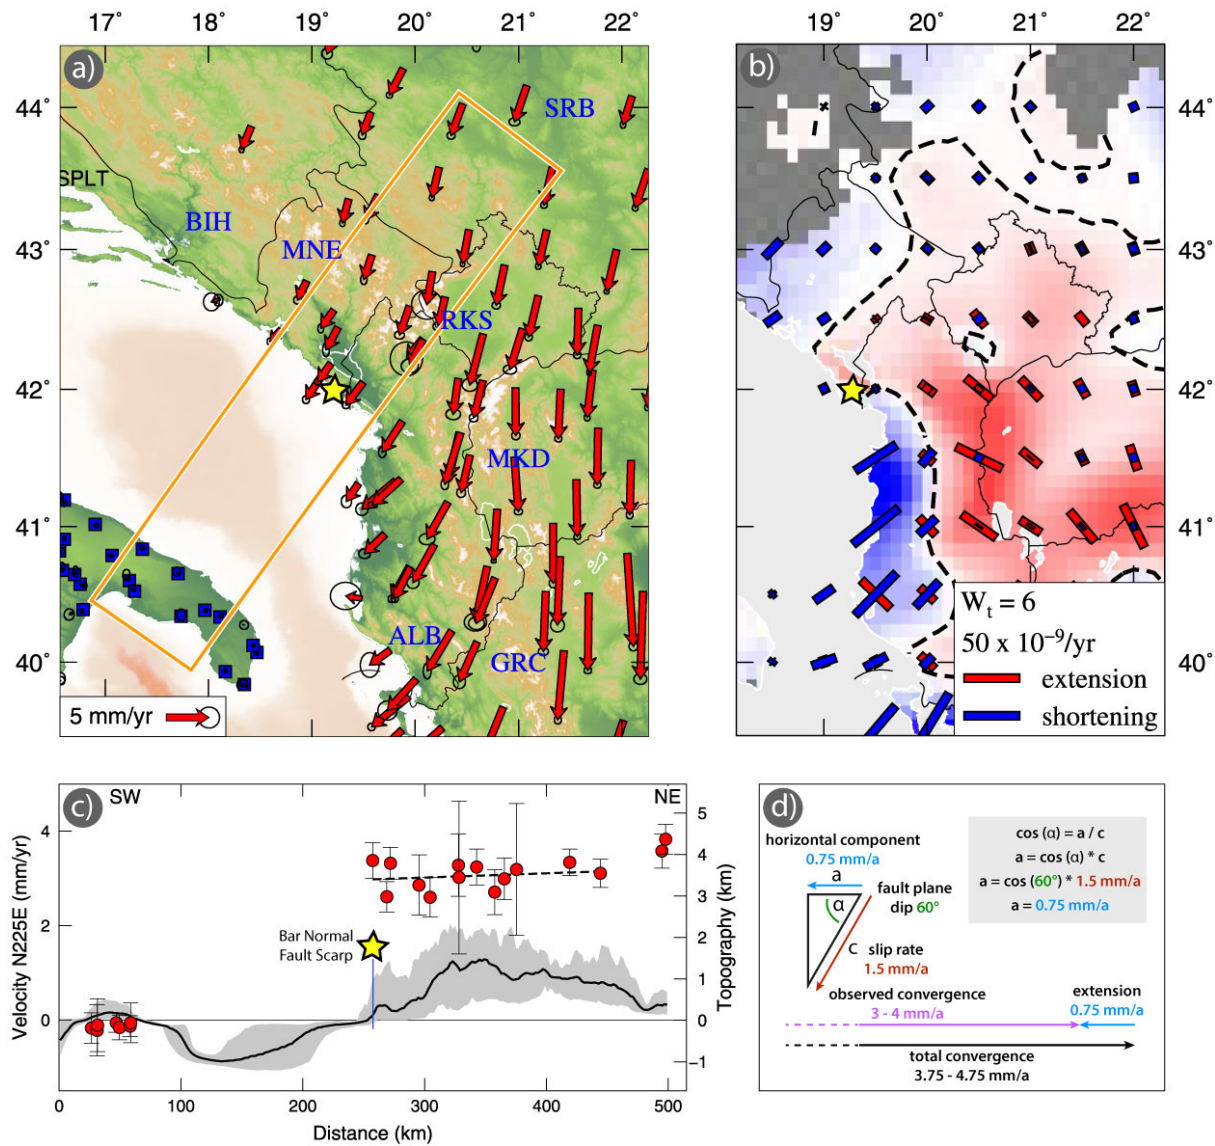 17° 18° 19° 20° 21° 22°
a)
44°
43°
42°
41°
40°
SRB
SPLT
BIH
MNE
RKS
MKD
ALB
GRC
5 mm/yr
19° 20° 21° 22°
b)
44°
43°
42°
41°
40°
Wt = 6
50 x 10⁻⁹/yr
extension
shortening
c)
SW
NE
Velocity N225E (mm/yr)
4
2
0
Bar Normal
Fault Scarp
5
4
3
2
1
0
−1
Topography (km)
0 100 200 300 400 500
Distance (km)
d)
horizontal component
0.75 mm/a
a
α
fault plane
dip 60°
C slip rate
1.5 mm/a
cos (α) = a / c
a = cos (α) * c
a = cos (60°) * 1.5 mm/a
a = 0.75 mm/a
observed convergence
3 - 4 mm/a
extension
0.75 mm/a
total convergence
3.75 - 4.75 mm/a